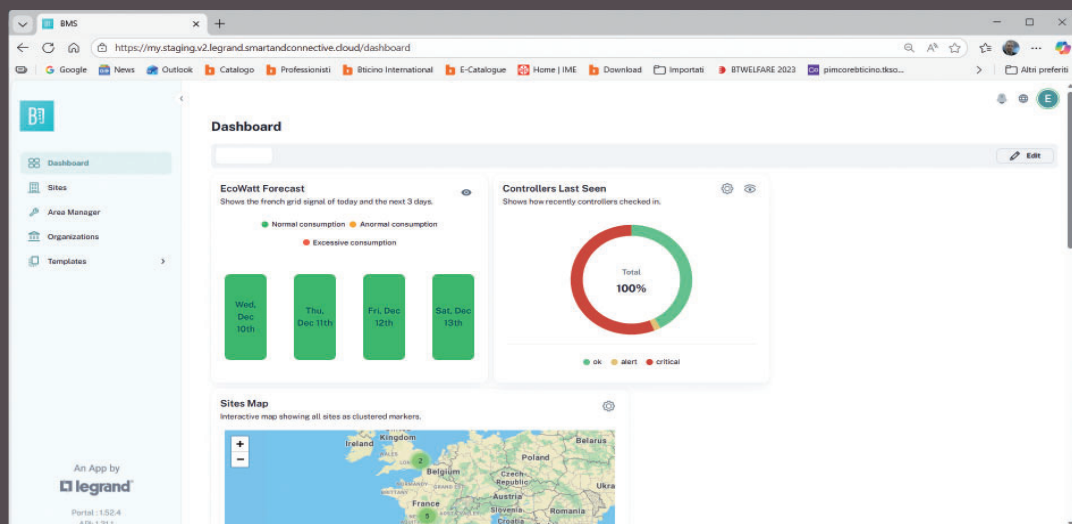 BMS
https://my.staging.v2.legrand.smartandconnective.cloud/dashboard
Google News Outlook Catalogo Professionisti Bticino International E-Catalogue Home | IME Download Importati BTWELFARE 2023 pimcorebticino.tkso... Altri preferiti
E
Dashboard
Edit
Dashboard
Sites
Area Manager
Organizations
Templates
An App by
legrand
Portal : 1.52.4
EcoWatt Forecast
Shows the french grid signal of today and the next 3 days.
Normal consumption Anormal consumption
Excessive consumption
Wed,
Dec
10th
Thu,
Dec 11th
Fri, Dec
12th
Sat, Dec
13th
Controllers Last Seen
Shows how recently controllers checked in.
Total
100%
ok alert critical
Sites Map
Interactive map showing all sites as clustered markers.
+
−
Ireland
Kingdom
WALES
2
Belgium
NORMANDY
GRAND EST
France
5
Poland
Belarus
Czech
Republic
Ukra
Austria
Slovenia
Romania
Croatia